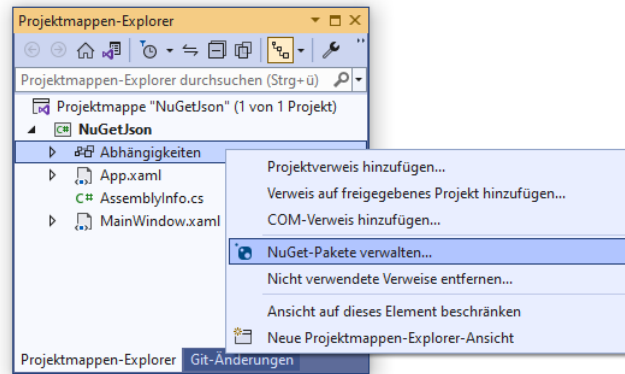 Projektmappen-Explorer
Projektmappen-Explorer durchsuchen (Strg+ü)
Projektmappe "NuGetJson" (1 von 1 Projekt)
C# NuGetJson
Abhängigkeiten
App.xaml
C# AssemblyInfo.cs
MainWindow.xaml
Projektverweis hinzufügen...
Verweis auf freigegebenes Projekt hinzufügen...
COM-Verweis hinzufügen...
NuGet-Pakete verwalten...
Nicht verwendete Verweise entfernen...
Ansicht auf dieses Element beschränken
Neue Projektmappen-Explorer-Ansicht
Projektmappen-Explorer Git-Änderungen